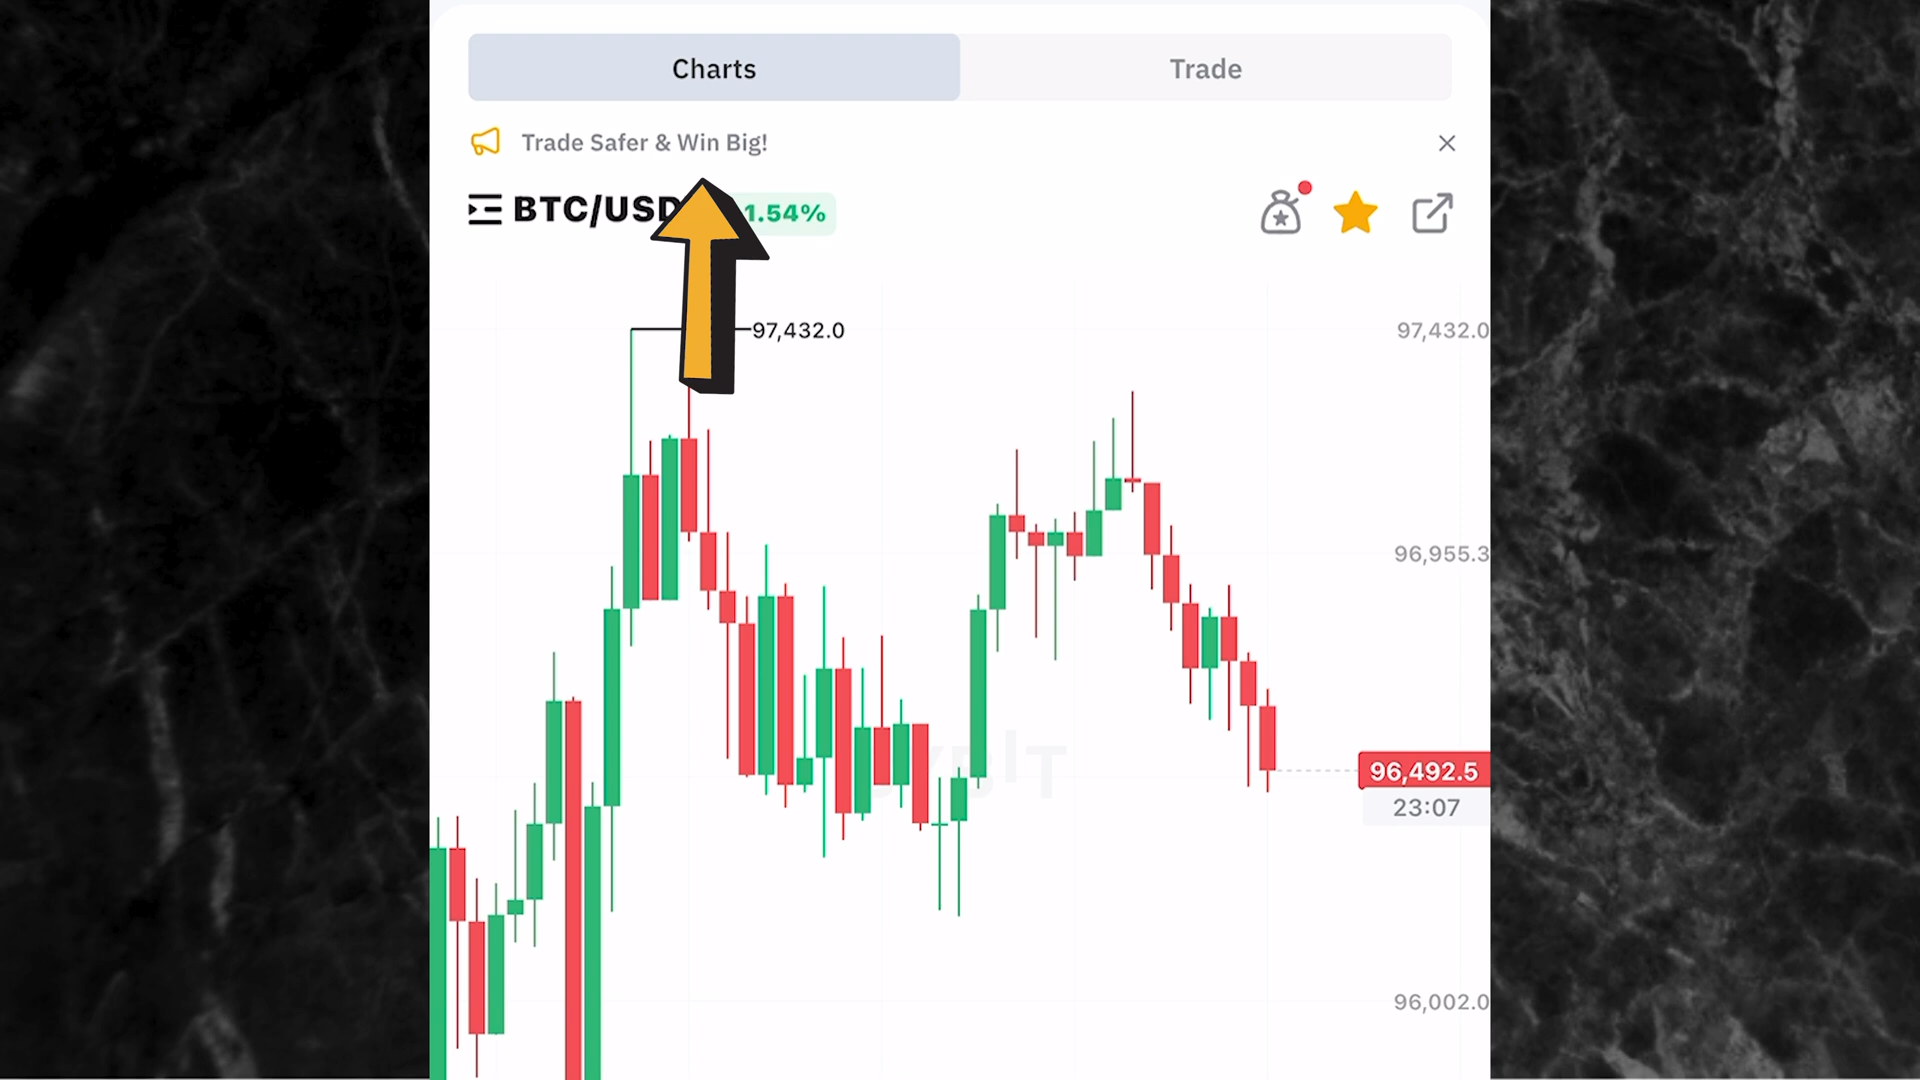 Charts
Trade
Trade Safer & Win Big!
BTC/USD
1.54%
97,432.0
97,432.0
96,955.3
96,492.5
23:07
96,002.0